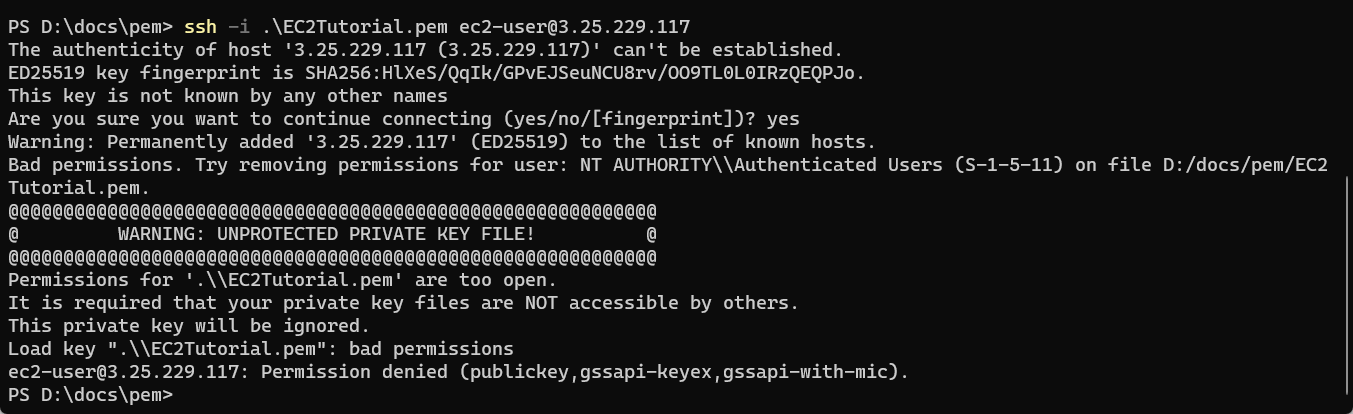 PS D:\docs\pem> ssh -i .\EC2Tutorial.pem ec2-user@3.25.229.117
The authenticity of host '3.25.229.117 (3.25.229.117)' can't be established.
ED25519 key fingerprint is SHA256:HlXeS/QqIk/GPvEJSeuNCU8rv/OO9TL0L0IRzQEQPJo.
This key is not known by any other names
Are you sure you want to continue connecting (yes/no/[fingerprint])? yes
Warning: Permanently added '3.25.229.117' (ED25519) to the list of known hosts.
Bad permissions. Try removing permissions for user: NT AUTHORITY\\Authenticated Users (S-1-5-11) on file D:/docs/pem/EC2
Tutorial.pem.
@@@@@@@@@@@@@@@@@@@@@@@@@@@@@@@@@@@@@@@@@@@@@@@@@@@@@@@@@@@
@         WARNING: UNPROTECTED PRIVATE KEY FILE!          @
@@@@@@@@@@@@@@@@@@@@@@@@@@@@@@@@@@@@@@@@@@@@@@@@@@@@@@@@@@@
Permissions for '.\\EC2Tutorial.pem' are too open.
It is required that your private key files are NOT accessible by others.
This private key will be ignored.
Load key ".\\EC2Tutorial.pem": bad permissions
ec2-user@3.25.229.117: Permission denied (publickey,gssapi-keyex,gssapi-with-mic).
PS D:\docs\pem>